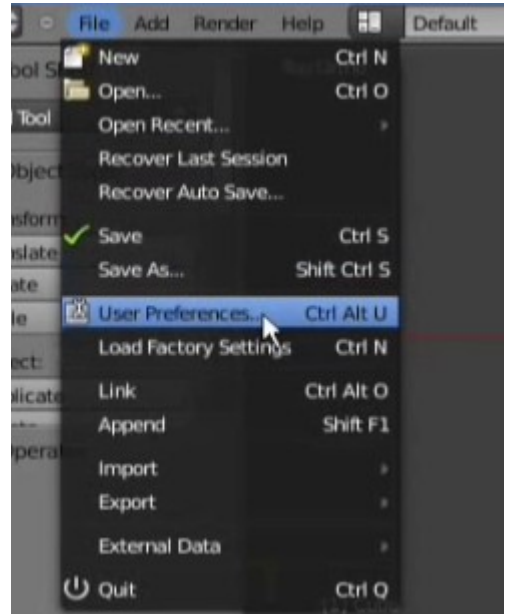 File Add Render Help Default
New Ctrl N
Open... Ctrl O
Open Recent...
Recover Last Session
Recover Auto Save...
Save Ctrl S
Save As... Shift Ctrl S
User Preferences... Ctrl Alt U
Load Factory Settings Ctrl N
Link Ctrl Alt O
Append Shift F1
Import
Export
External Data
Quit Ctrl Q
Tool